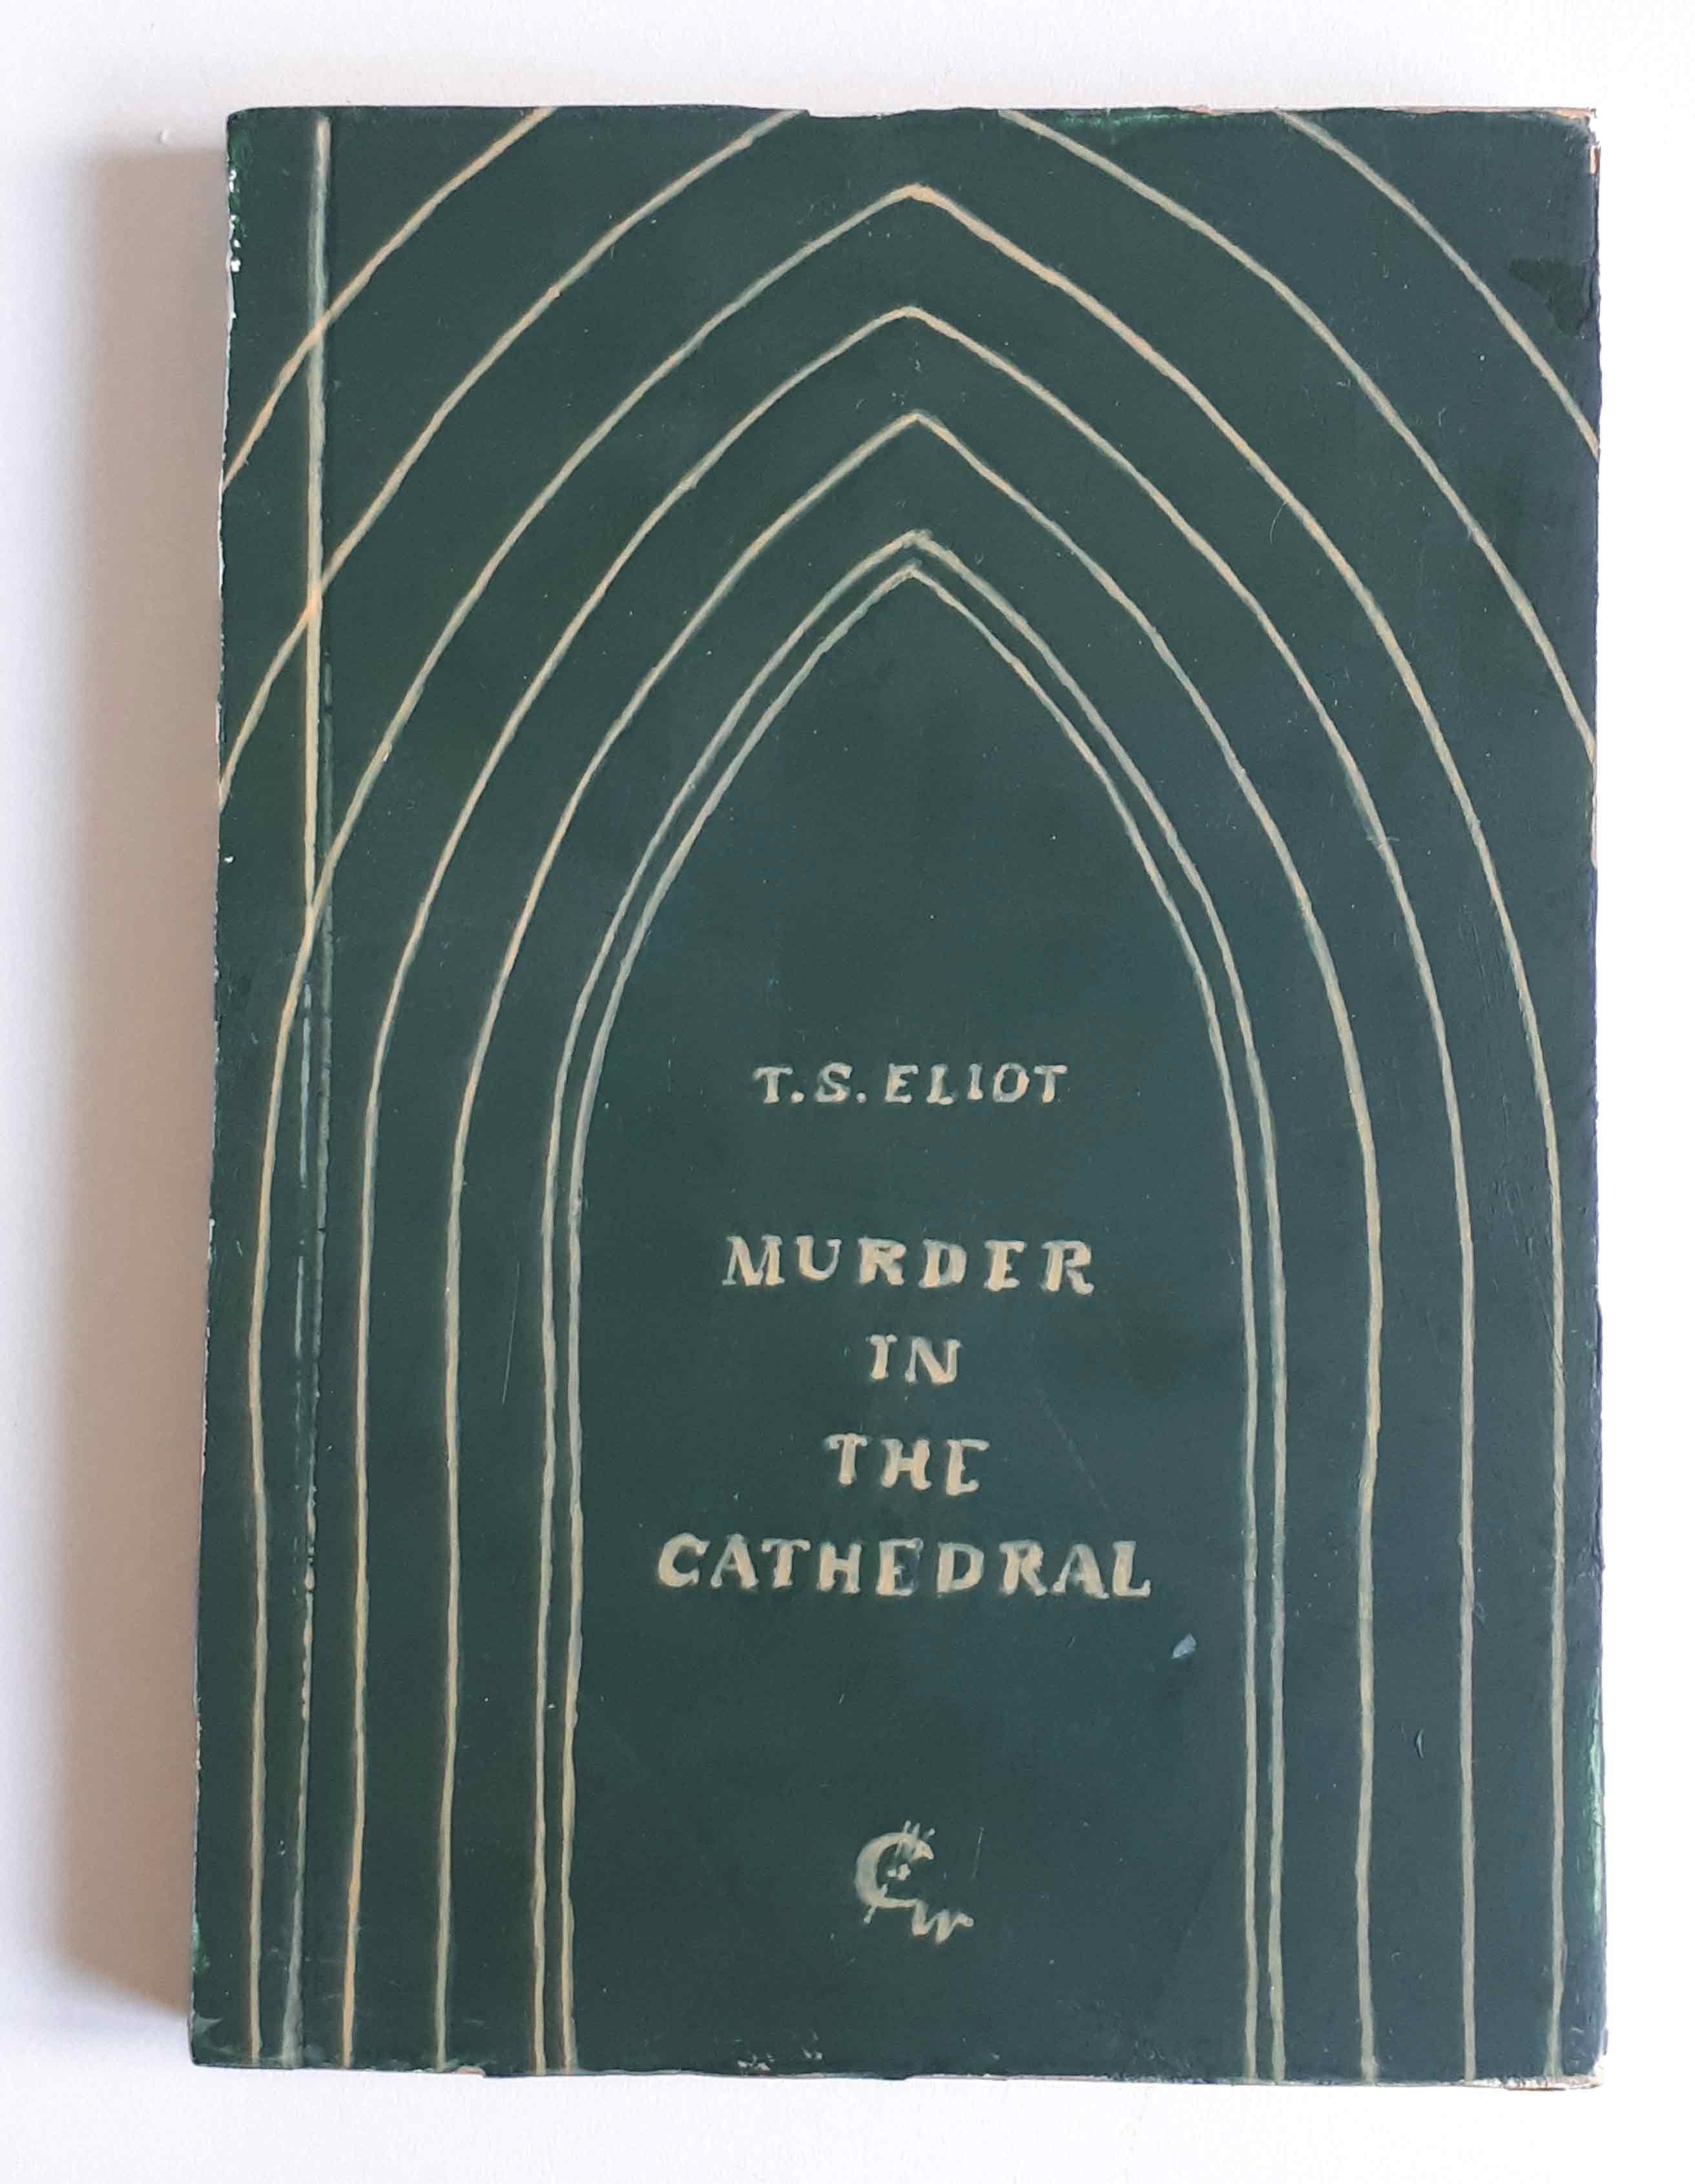 T.S. ELIOT
MURDER
IN
THE
CATHEDRAL